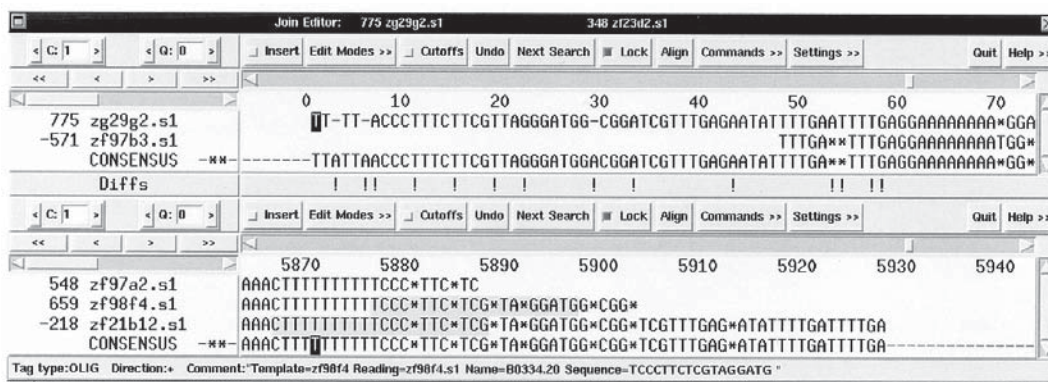 Join Editor: 775 zg29g2.s1 348 zf23d2.s1
< C: 1 > < Q: 0 > Insert Edit Modes >> Cutoffs Undo Next Search Lock Align Commands >> Settings >> Quit Help >>
<< < > >>
0 10 20 30 40 50 60 70
775 zg29g2.s1 TT-TT-ACCCTTTCTTCGTTAGGGATGG-CGGATCGTTTGAGAATATTTTGAATTTTGAGGAAAAAAAAA*GGA
-571 zf97b3.s1 TTTGA**TTTTGAGGAAAAAAAAATGG*
CONSENSUS -**- -------TTATTAACCCTTTCTTCGTTAGGGATGGACGGATCGTTTGAGAATATTTTGA**TTTTGAGGAAAAAAAAA*GG*
Diffs ! ! ! ! ! ! ! ! ! ! ! ! ! !
< C: 1 > < Q: 0 > Insert Edit Modes >> Cutoffs Undo Next Search Lock Align Commands >> Settings >> Quit Help >>
<< < > >>
5870 5880 5890 5900 5910 5920 5930 5940
548 zf97a2.s1 AAACTTTTTTTTTTCCC*TTC*TC
659 zf98f4.s1 AAACTTTTTTTTTTCCC*TTC*TCG*TA*GGATGG*CGG*
-218 zf21b12.s1 AAACTTTTTTTTTTCCC*TTC*TCG*TA*GGATGG*CGG*TCGTTTGAG*ATATTTTGATTTTGA
CONSENSUS -**- AAACTTTTTTTTTTCCC*TTC*TCG*TA*GGATGG*CGG*TCGTTTGAG*ATATTTTGATTTTGA---------------
Tag type:OLIG Direction:+ Comment:"Template=zf98f4 Reading=zf98f4.s1 Name=B0334.20 Sequence=TCCCTTCTCGTAGGATG "